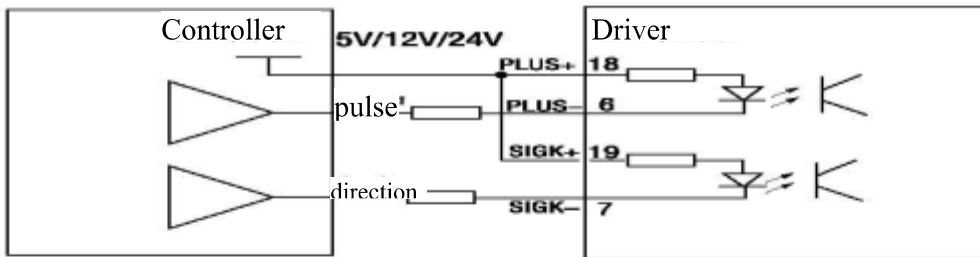 Controller
5V/12V/24V
Driver
PLUS+ 18
pulse'
PLUS− 6
SIGK+ 19
direction
SIGK− 7